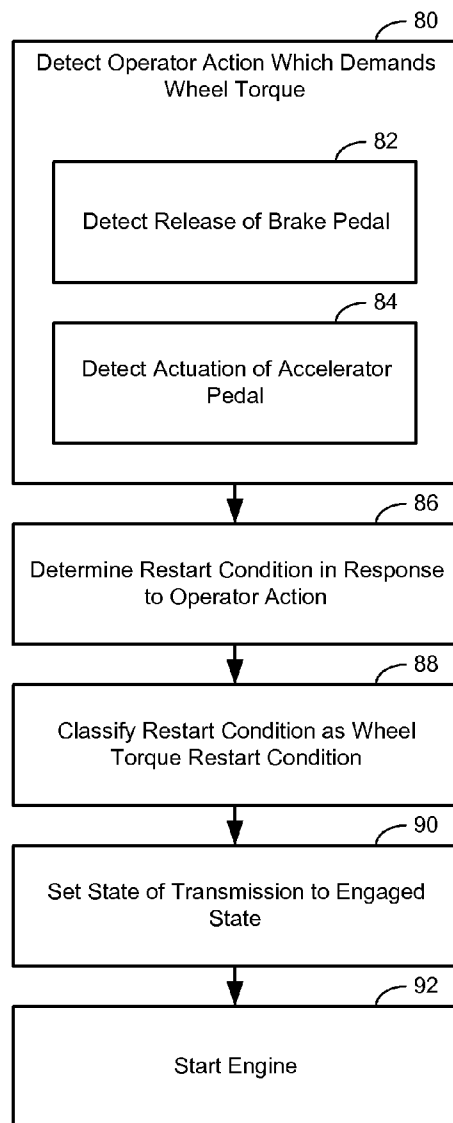 80
Detect Operator Action Which Demands
Wheel Torque
82
Detect Release of Brake Pedal
84
Detect Actuation of Accelerator
Pedal
86
Determine Restart Condition in Response
to Operator Action
88
Classify Restart Condition as Wheel
Torque Restart Condition
90
Set State of Transmission to Engaged
State
92
Start Engine